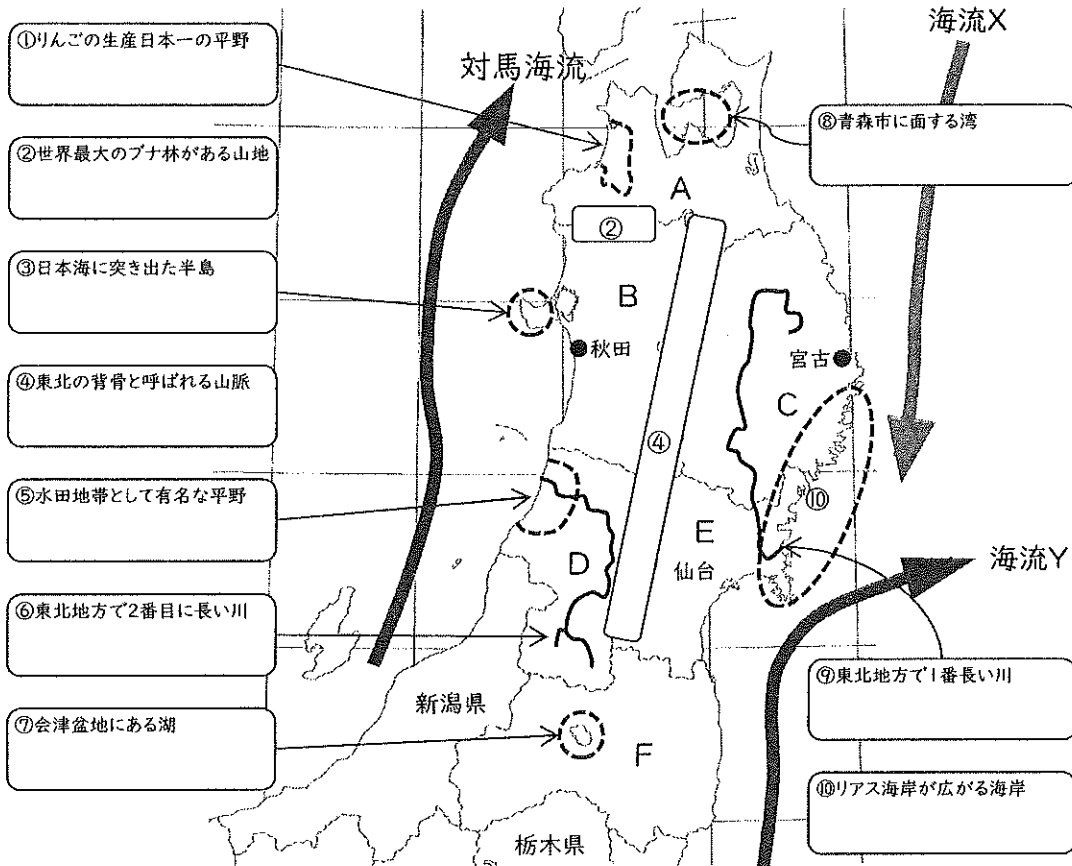 ①りんごの生産日本一の平野
②世界最大のブナ林がある山地
③日本海に突き出た半島
④東北の背骨と呼ばれる山脈
⑤水田地帯として有名な平野
⑥東北地方で2番目に長い川
⑦会津盆地にある湖
対馬海流
海流X
⑧青森市に面する湾
A
②
B
秋田
宮古
C
④
⑩
E
仙台
D
海流Y
⑨東北地方で1番長い川
新潟県
F
⑩リアス海岸が広がる海岸
栃木県